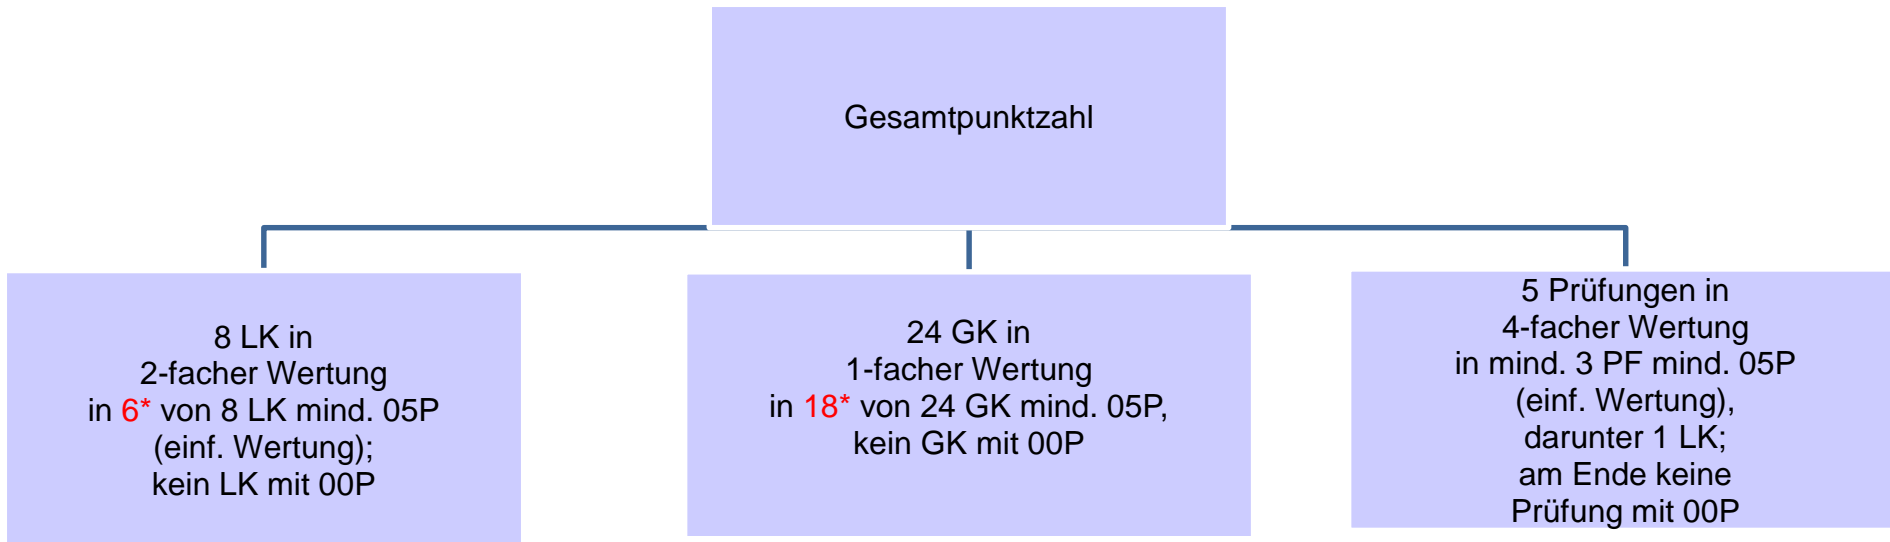 Gesamtpunktzahl
8 LK in
2-facher Wertung
in 6* von 8 LK mind. 05P
(einf. Wertung);
kein LK mit 00P
24 GK in
1-facher Wertung
in 18* von 24 GK mind. 05P,
kein GK mit 00P
5 Prüfungen in
4-facher Wertung
in mind. 3 PF mind. 05P
(einf. Wertung),
darunter 1 LK;
am Ende keine
Prüfung mit 00P